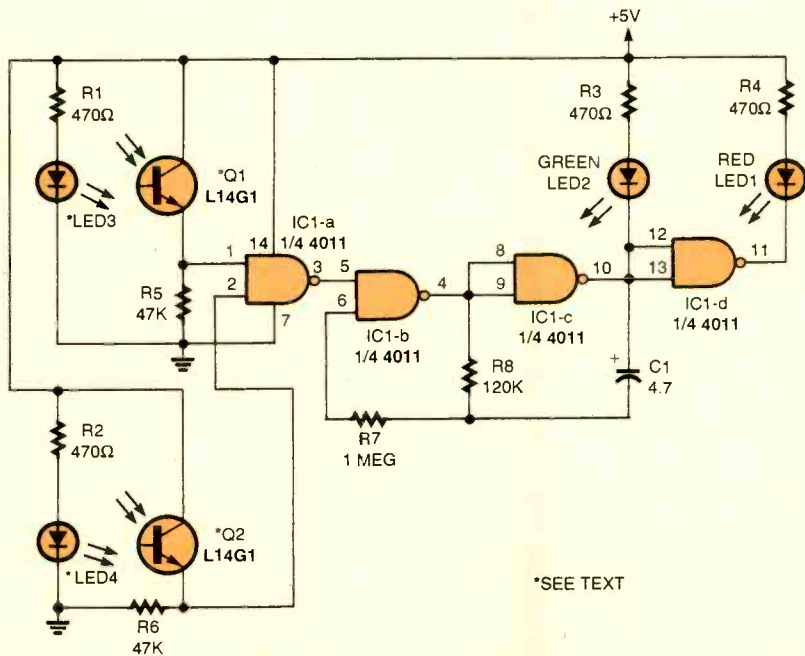 +5V
R1
470Ω
*LED3
*Q1
L14G1
R5
47K
1
2
14
7
3
IC1-a
1/4 4011
5
6
4
IC1-b
1/4 4011
8
9
10
IC1-c
1/4 4011
R3
470Ω
GREEN
LED2
R4
470Ω
RED
LED1
12
13
11
IC1-d
1/4 4011
R8
120K
R7
1 MEG
+
C1
4.7
R2
470Ω
*LED4
*Q2
L14G1
R6
47K
*SEE TEXT